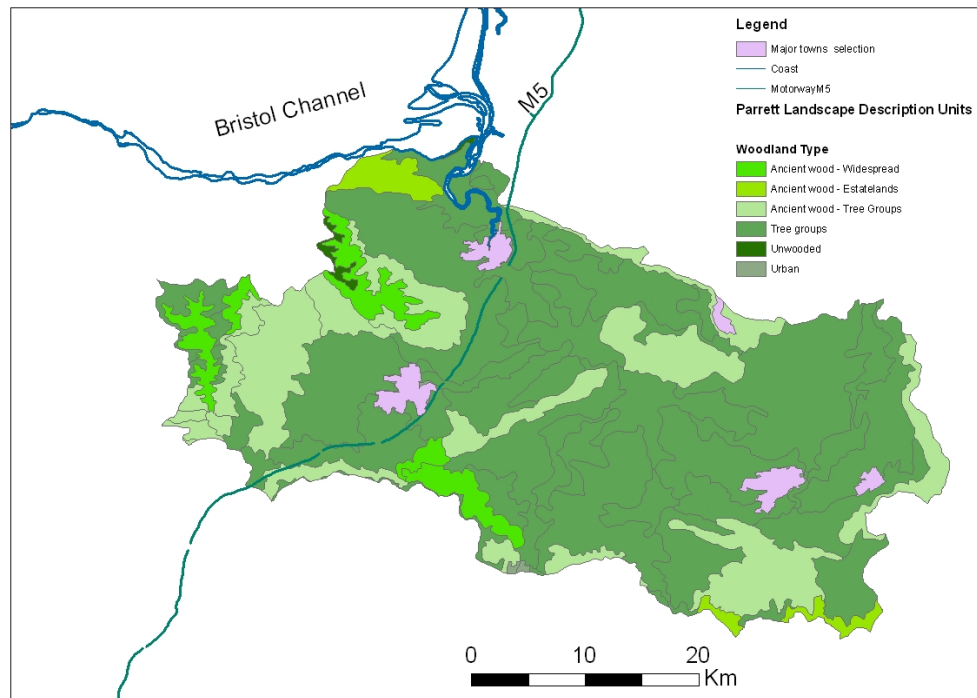 Bristol Channel
M5
Legend
Major towns selection
Coast
MotorwayM5
Parrett Landscape Description Units
Woodland Type
Ancient wood - Widespread
Ancient wood - Estatelands
Ancient wood - Tree Groups
Tree groups
Unwooded
Urban
0 10 20
Km